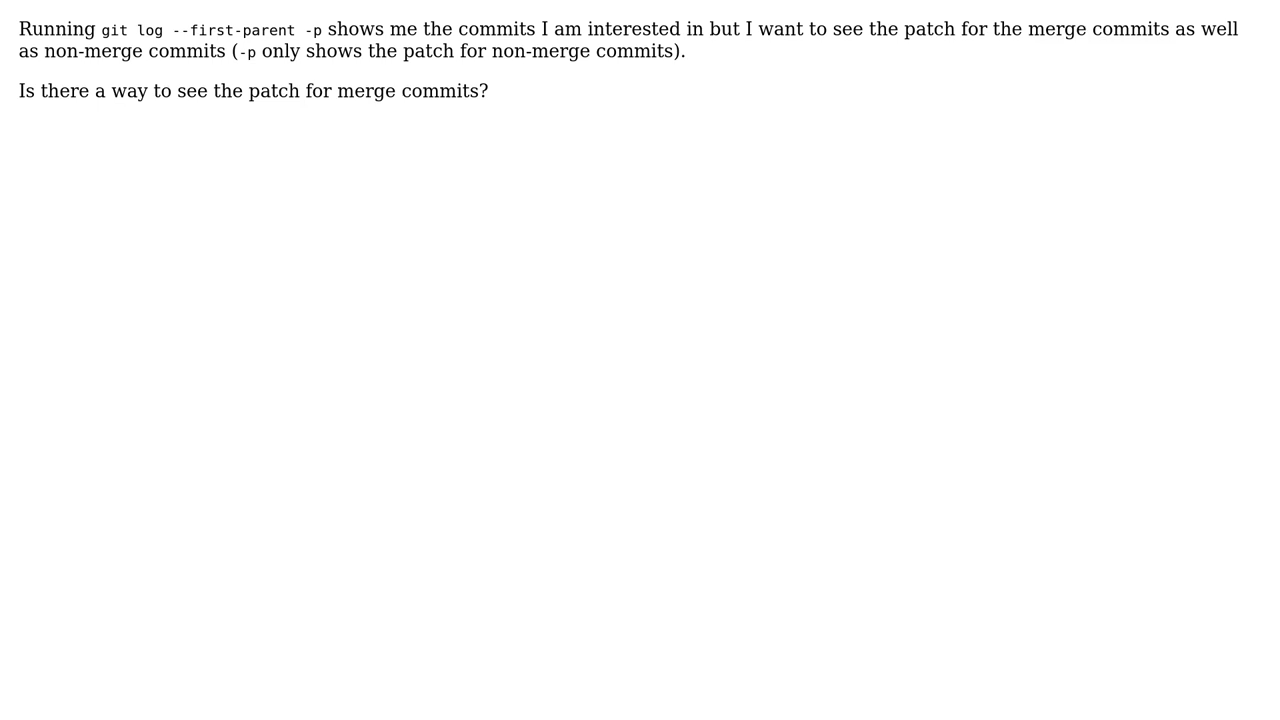 Running git log --first-parent -p shows me the commits I am interested in but I want to see the patch for the merge commits as well
as non-merge commits (-p only shows the patch for non-merge commits).
Is there a way to see the patch for merge commits?